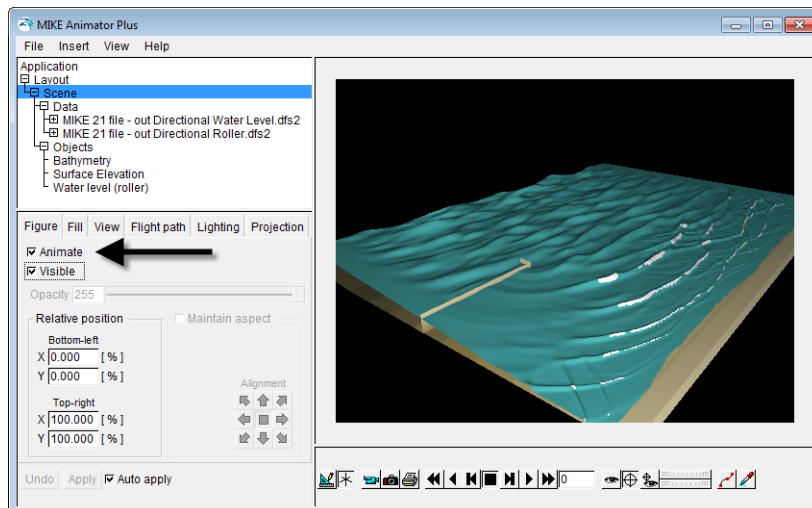 MIKE Animator Plus
File Insert View Help
Application
Layout
Scene
Data
MIKE 21 file - out Directional Water Level.dfs2
MIKE 21 file - out Directional Roller.dfs2
Objects
Bathymetry
Surface Elevation
Water level (roller)
Figure Fill View Flight path Lighting Projection
Animate
Visible
Opacity 255
Relative position
Maintain aspect
Bottom-left
X 0.000 [ % ]
Y 0.000 [ % ]
Alignment
Top-right
X 100.000 [ % ]
Y 100.000 [ % ]
Undo Apply Auto apply
0